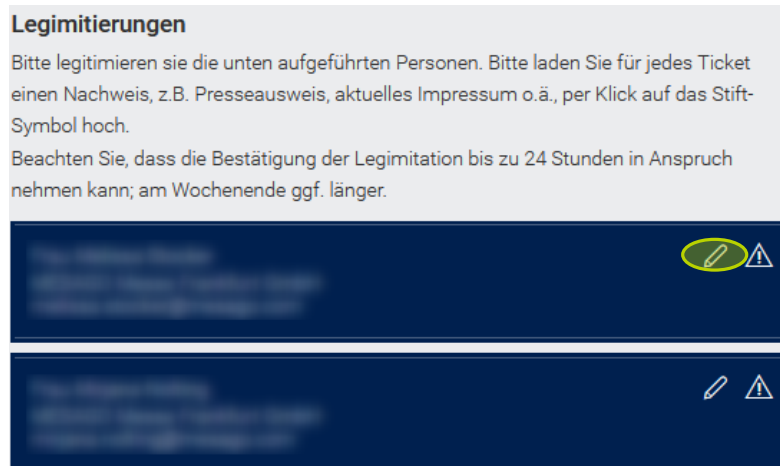 Legimitierungen
Bitte legitimieren sie die unten aufgeführten Personen. Bitte laden Sie für jedes Ticket
einen Nachweis, z.B. Presseausweis, aktuelles Impressum o.ä., per Klick auf das Stift-
Symbol hoch.
Beachten Sie, dass die Bestätigung der Legimitation bis zu 24 Stunden in Anspruch
nehmen kann; am Wochenende ggf. länger.